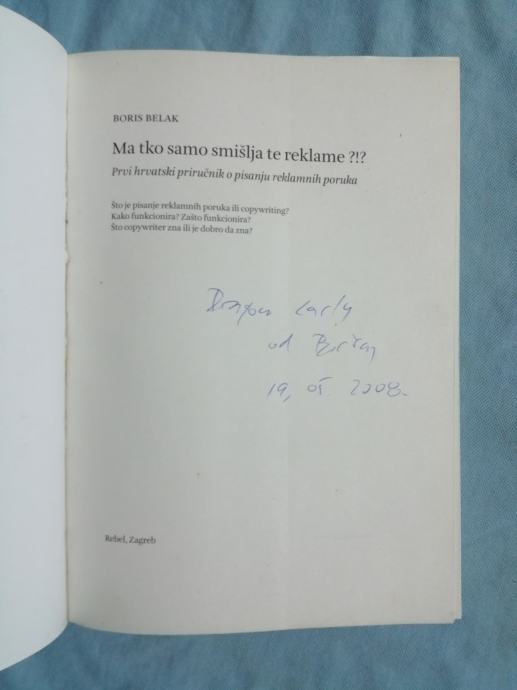 BORIS BELAK
Ma tko samo smišlja te reklame ?!?
Prvi hrvatski priručnik o pisanju reklamnih poruka
Što je pisanje reklamnih poruka ili copywriting?
Kako funkcionira? Zašto funkcionira?
Što copywriter zna ili je dobro da zna?
od
19, 05. 2008.
Rebel, Zagreb